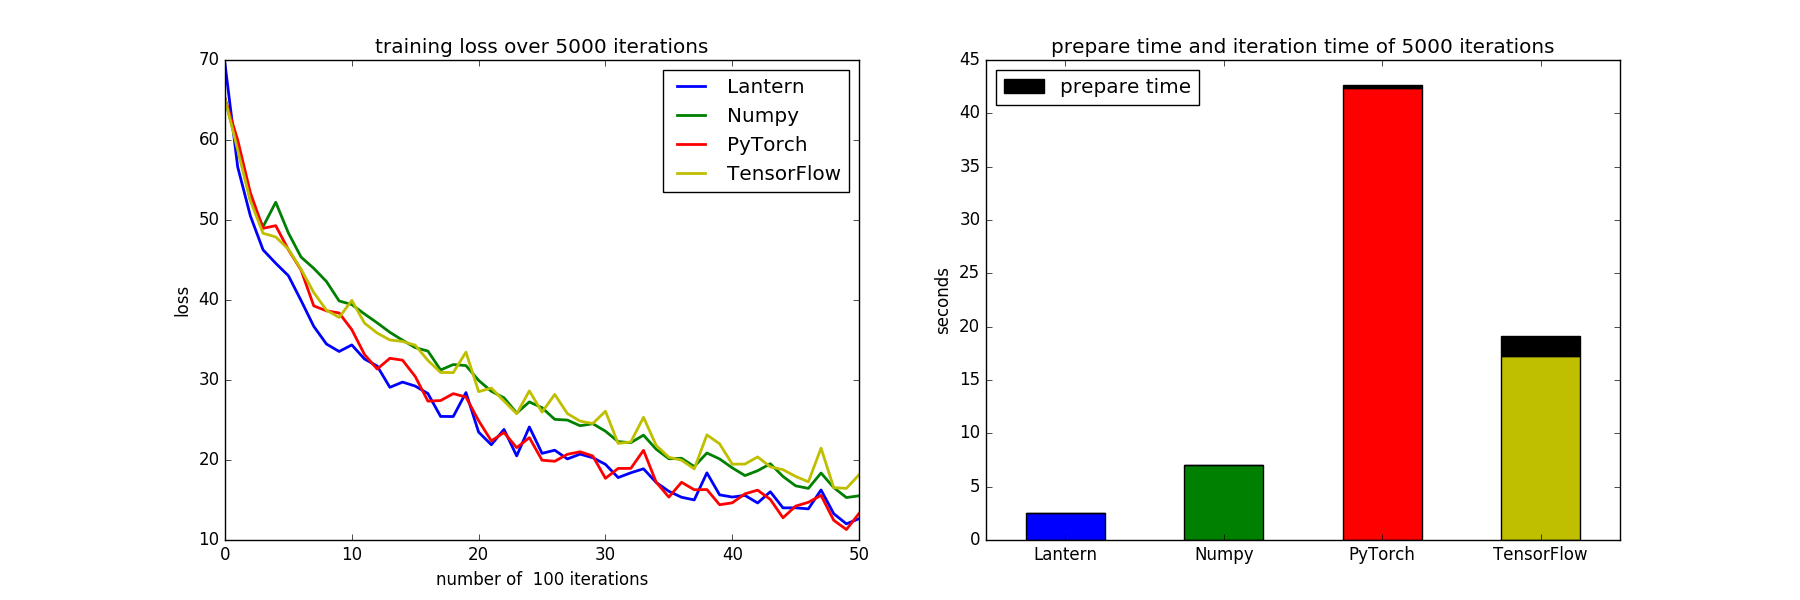 training loss over 5000 iterations
70
60
50
40
30
20
10
loss
0
10
20
30
40
50
number of  100 iterations
Lantern
Numpy
PyTorch
TensorFlow
prepare time and iteration time of 5000 iterations
45
40
35
30
25
20
15
10
5
0
seconds
prepare time
Lantern
Numpy
PyTorch
TensorFlow